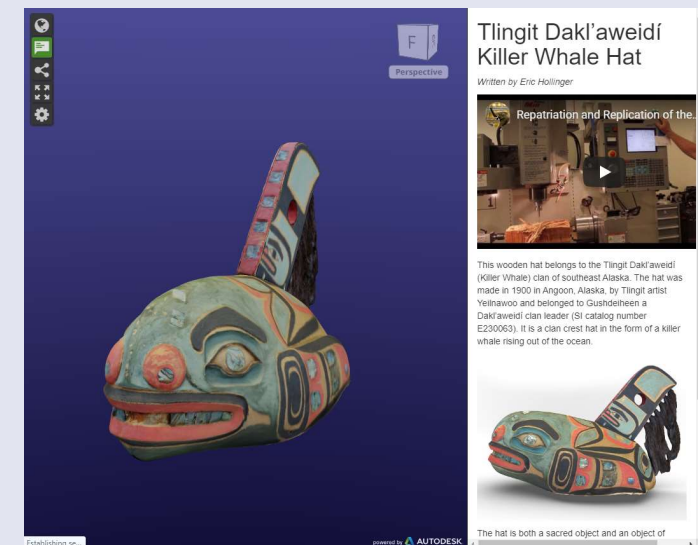 F
Perspective
Establishing se...
powered by AUTODESK
Tlingit Dakl'aweidí
Killer Whale Hat
Written by Eric Hollinger
Repatriation and Replication of the...
This wooden hat belongs to the Tlingit Dakl'aweidí
(Killer Whale) clan of southeast Alaska. The hat was
made in 1900 in Angoon, Alaska, by Tlingit artist
Yeilnawoo and belonged to Gushdeiheen a
Dakl'aweidí clan leader (SI catalog number
E230063). It is a clan crest hat in the form of a killer
whale rising out of the ocean.
The hat is both a sacred object and an object of